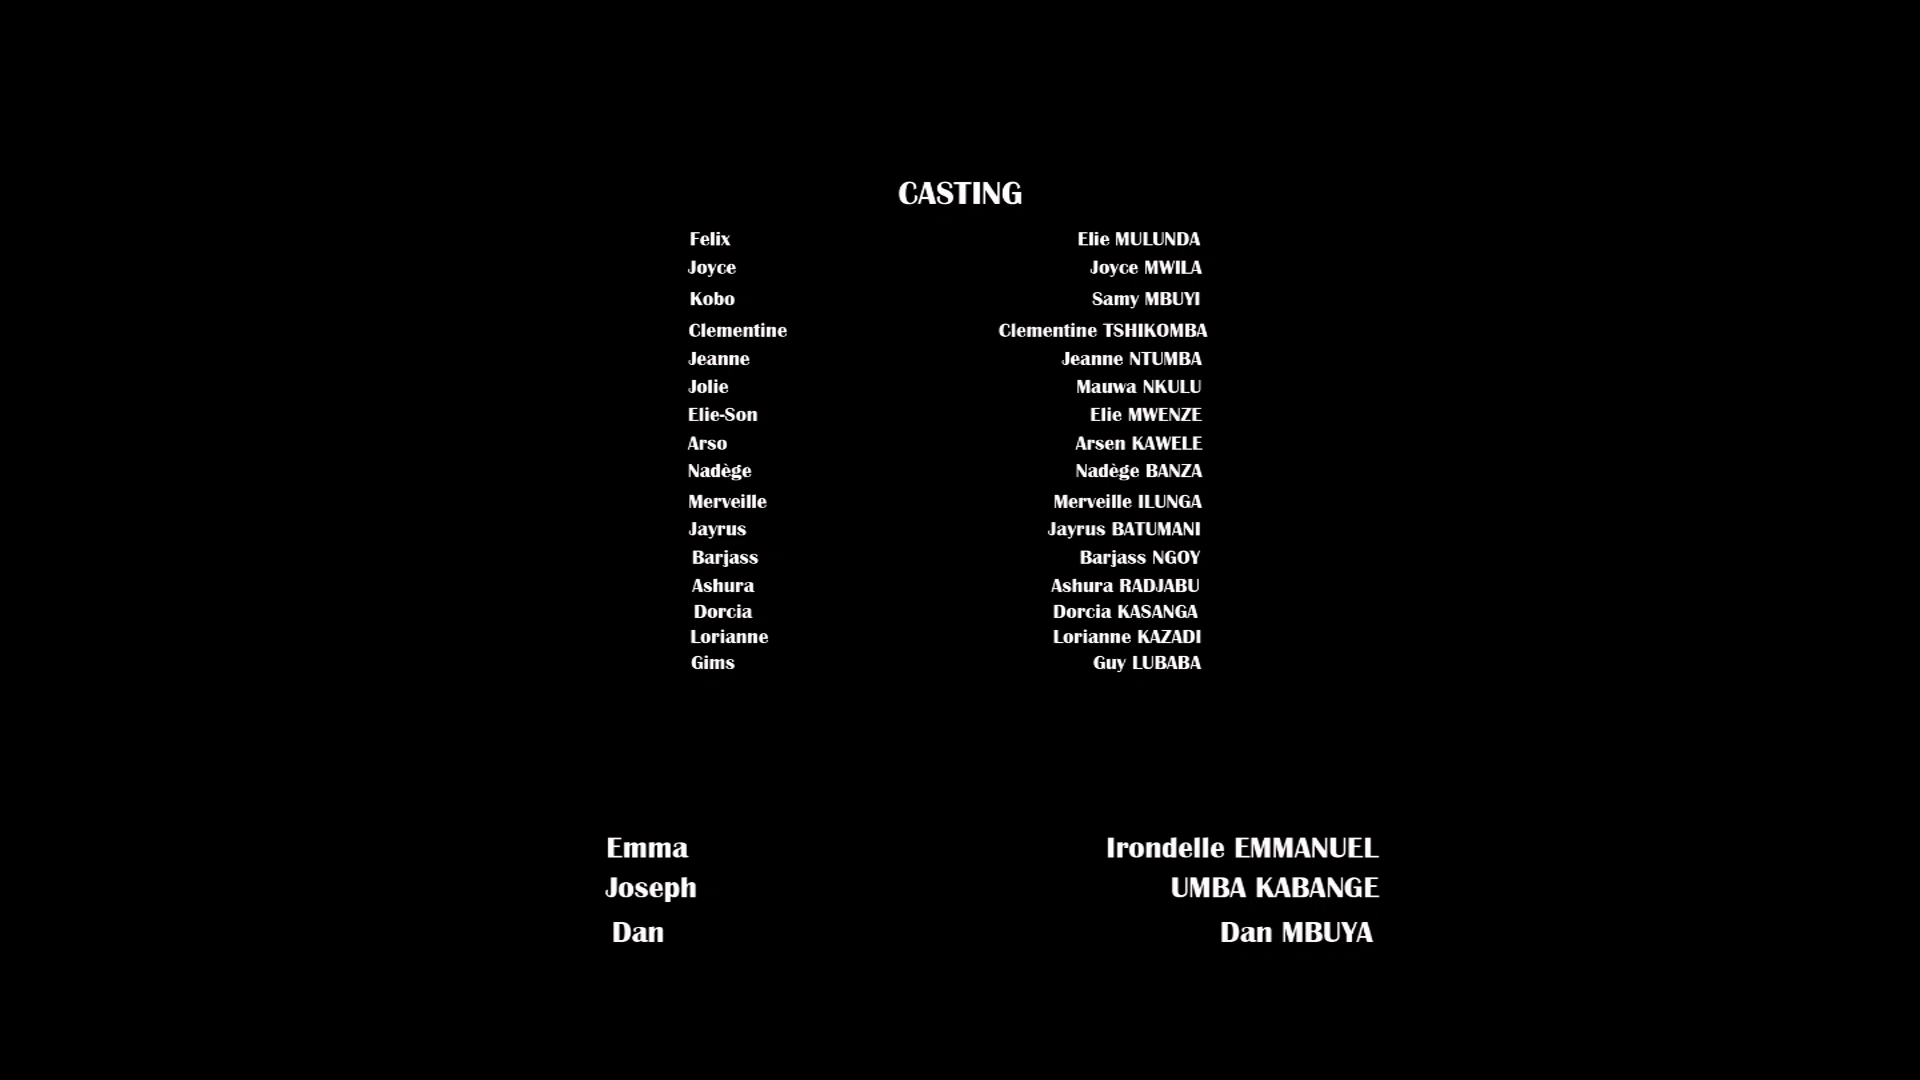 CASTING
Felix Elie MULUNDA
Joyce Joyce MWILA
Kobo Samy MBUYI
Clementine Clementine TSHIKOMBA
Jeanne Jeanne NTUMBA
Jolie Mauwa NKULU
Elie-Son Elie MWENZE
Arso Arsen KAWELE
Nadège Nadège BANZA
Merveille Merveille ILUNGA
Jayrus Jayrus BATUMANI
Barjass Barjass NGOY
Ashura Ashura RADJABU
Dorcia Dorcia KASANGA
Lorianne Lorianne KAZADI
Gims Guy LUBABA
Emma Irondelle EMMANUEL
Joseph UMBA KABANGE
Dan Dan MBUYA